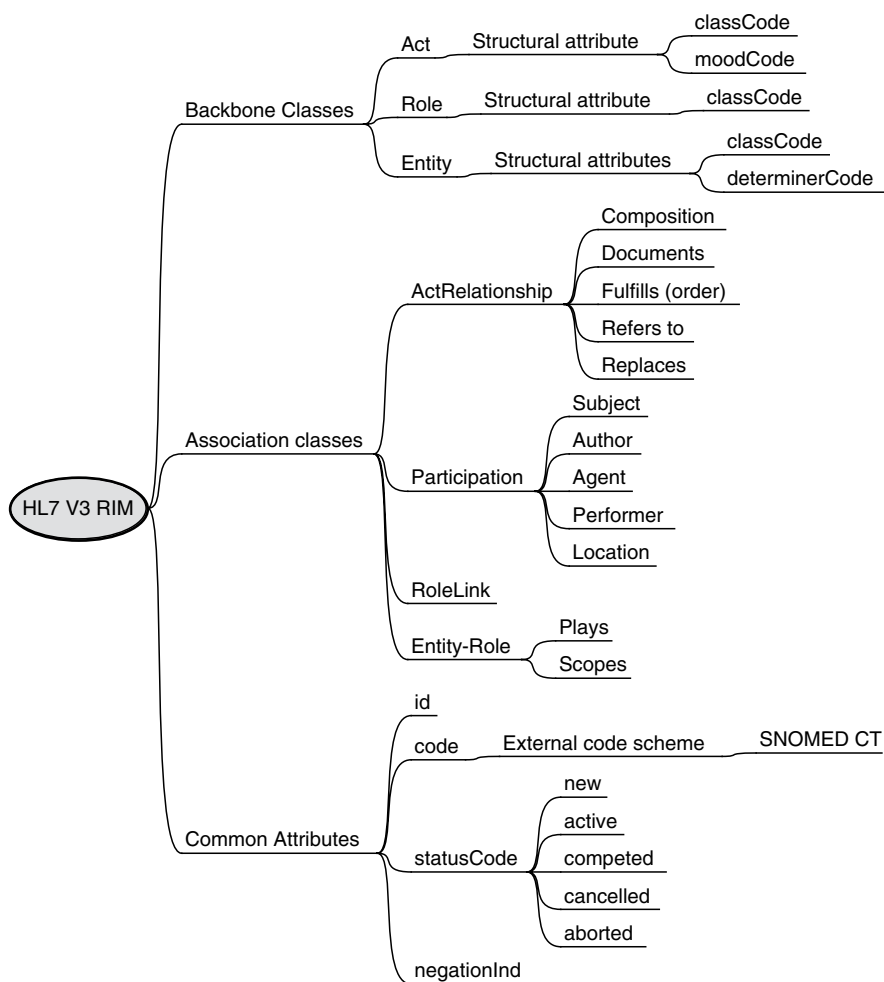 HL7 V3 RIM
Backbone Classes
Act
Structural attribute
classCode
moodCode
Role
Structural attribute
classCode
Entity
Structural attributes
classCode
determinerCode
Association classes
ActRelationship
Composition
Documents
Fulfills (order)
Refers to
Replaces
Participation
Subject
Author
Agent
Performer
Location
RoleLink
Entity-Role
Plays
Scopes
Common Attributes
id
code
External code scheme
SNOMED CT
statusCode
new
active
competed
cancelled
aborted
negationInd